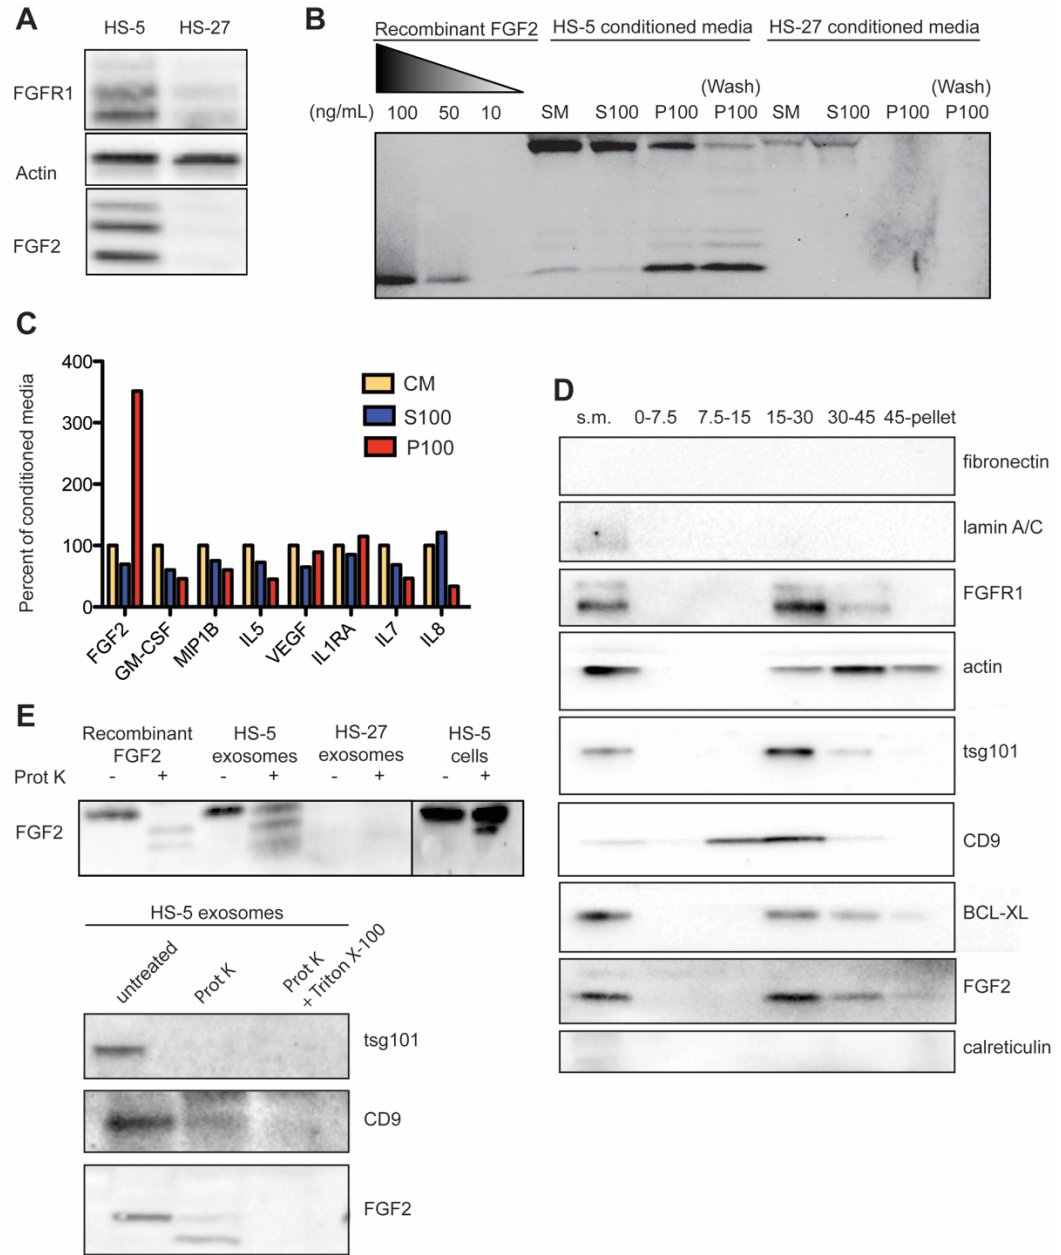 A
HS-5 HS-27
FGFR1
Actin
FGF2
B
Recombinant FGF2 HS-5 conditioned media HS-27 conditioned media
(Wash) (Wash)
(ng/mL) 100 50 10 SM S100 P100 P100 SM S100 P100 P100
C
Percent of conditioned media
400
300
200
100
0
CM
S100
P100
FGF2 GM-CSF MIP1B IL5 VEGF IL1RA IL7 IL8
D
s.m. 0-7.5 7.5-15 15-30 30-45 45-pellet
fibronectin
lamin A/C
FGFR1
actin
tsg101
CD9
BCL-XL
FGF2
calreticulin
E
Recombinant FGF2 HS-5 exosomes HS-27 exosomes HS-5 cells
Prot K - + - + - + - +
FGF2
HS-5 exosomes
untreated Prot K Prot K + Triton X-100
tsg101
CD9
FGF2